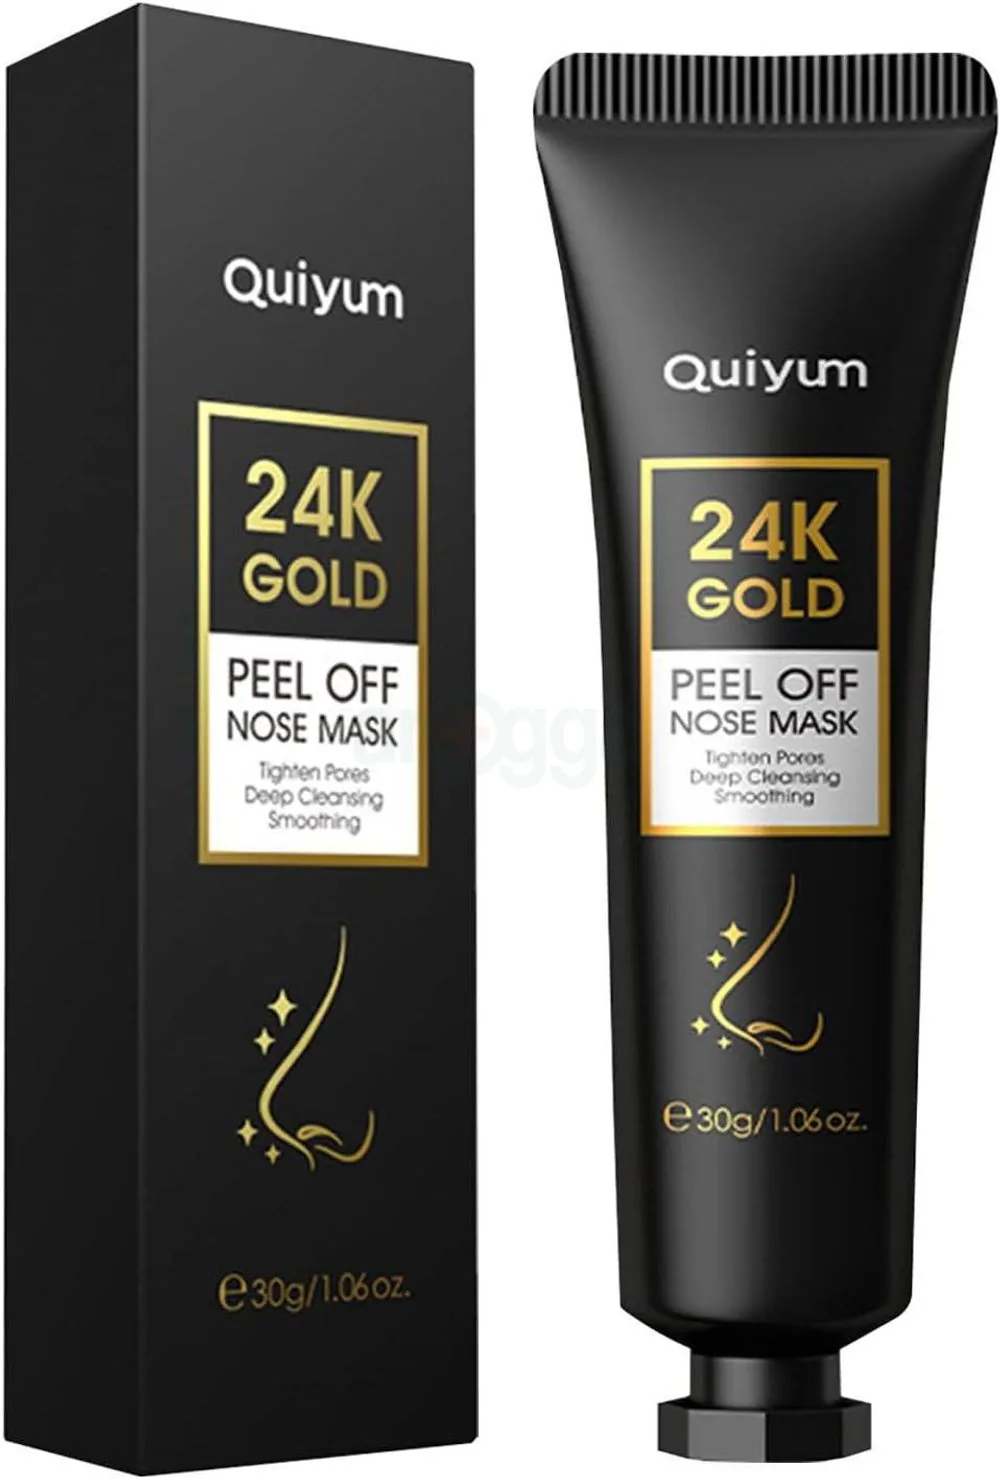 Quiyum
24K
GOLD
PEEL OFF
NOSE MASK
Tighten Pores
Deep Cleansing
Smoothing
℮30g/1.06oz.
Quiyum
24K
GOLD
PEEL OFF
NOSE MASK
Tighten Pores
Deep Cleansing
Smoothing
℮30g/1.06oz.